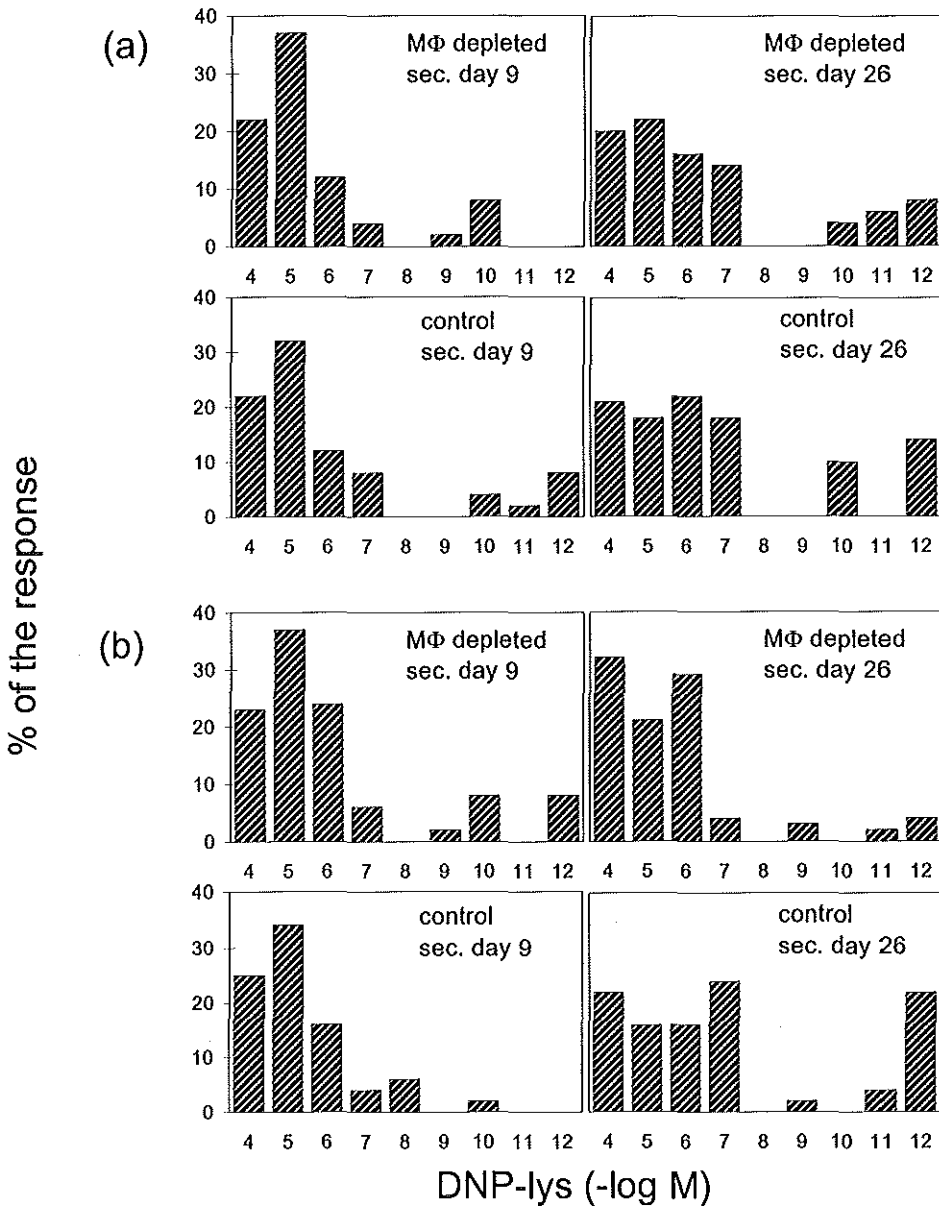 (a)
40
30
20
10
0
MΦ depleted
sec. day 9
4 5 6 7 8 9 10 11 12
MΦ depleted
sec. day 26
4 5 6 7 8 9 10 11 12
40
30
20
10
0
control
sec. day 9
4 5 6 7 8 9 10 11 12
control
sec. day 26
4 5 6 7 8 9 10 11 12
% of the response
(b)
40
30
20
10
0
MΦ depleted
sec. day 9
4 5 6 7 8 9 10 11 12
MΦ depleted
sec. day 26
4 5 6 7 8 9 10 11 12
40
30
20
10
0
control
sec. day 9
4 5 6 7 8 9 10 11 12
control
sec. day 26
4 5 6 7 8 9 10 11 12
DNP-lys (-log M)